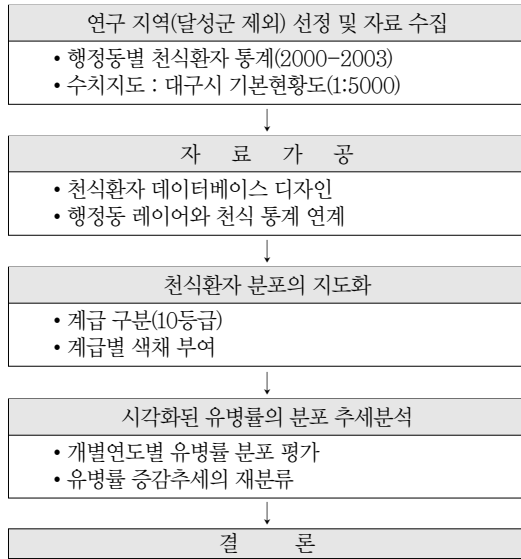 연구 지역(달성군 제외) 선정 및 자료 수집
• 행정동별 천식환자 통계(2000-2003)
• 수치지도 : 대구시 기본현황도(1:5000)
자 료 가 공
• 천식환자 데이터베이스 디자인
• 행정동 레이어와 천식 통계 연계
천식환자 분포의 지도화
• 계급 구분(10등급)
• 계급별 색채 부여
시각화된 유병률의 분포 추세분석
• 개별연도별 유병률 분포 평가
• 유병률 증감추세의 재분류
결 론